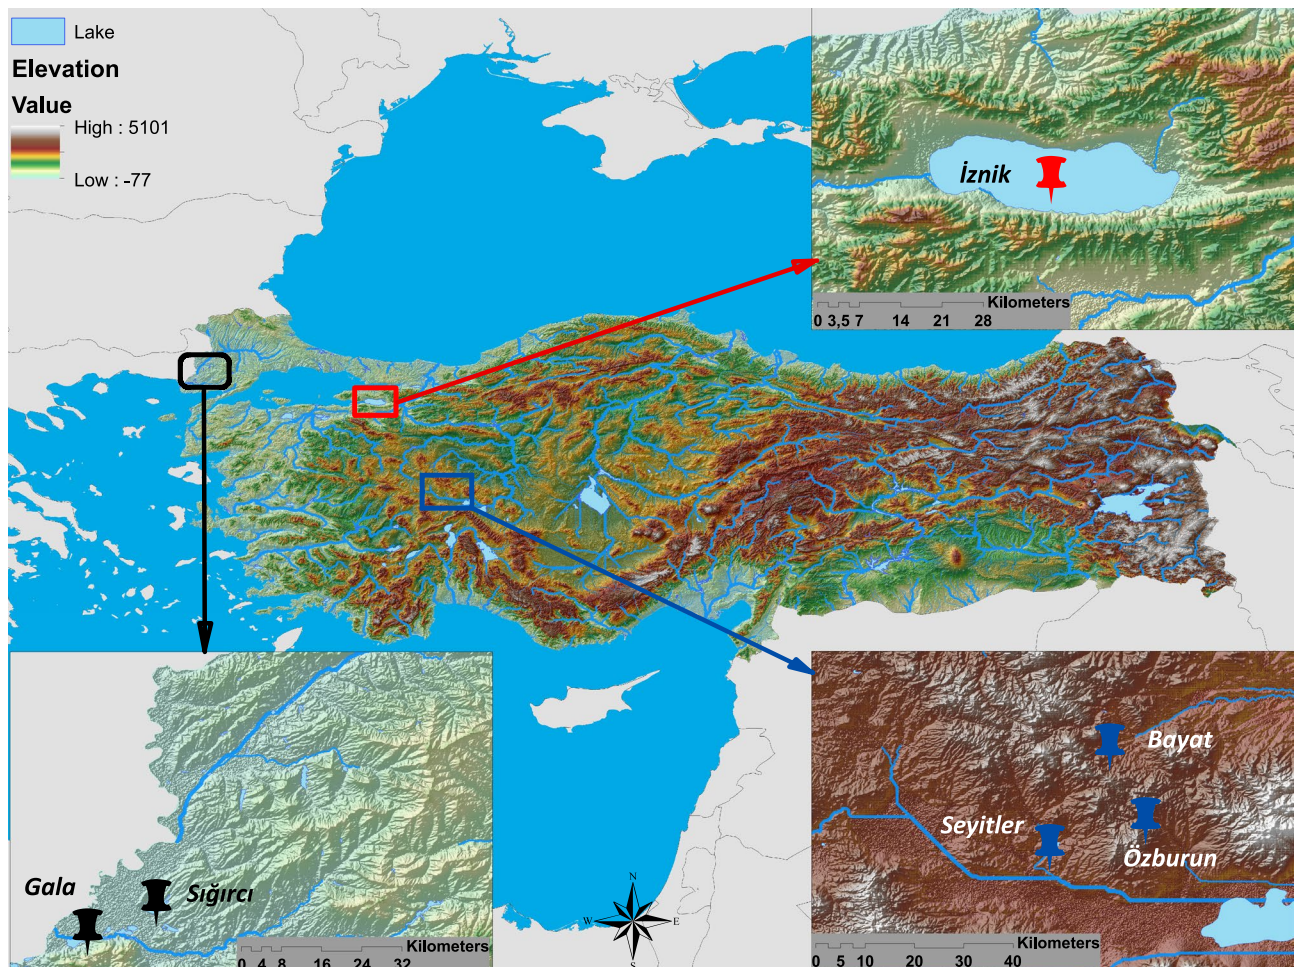 Lake
Elevation
Value
High : 5101
Low : -77
İznik
Kilometers
0 3,5 7 14 21 28
Gala
Sığırcı
Kilometers
0 4 8 16 24 32
N
W E
S
Bayat
Seyitler
Özburun
Kilometers
0 5 10 20 30 40